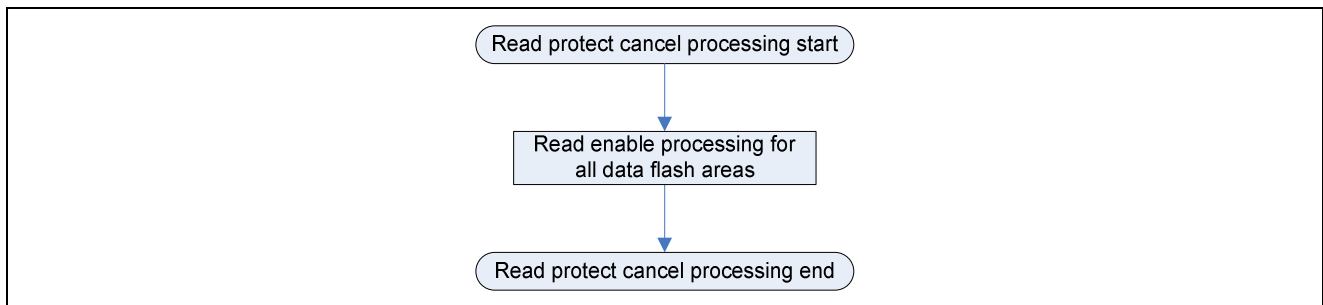 Read protect cancel processing start
Read enable processing for
all data flash areas
Read protect cancel processing end